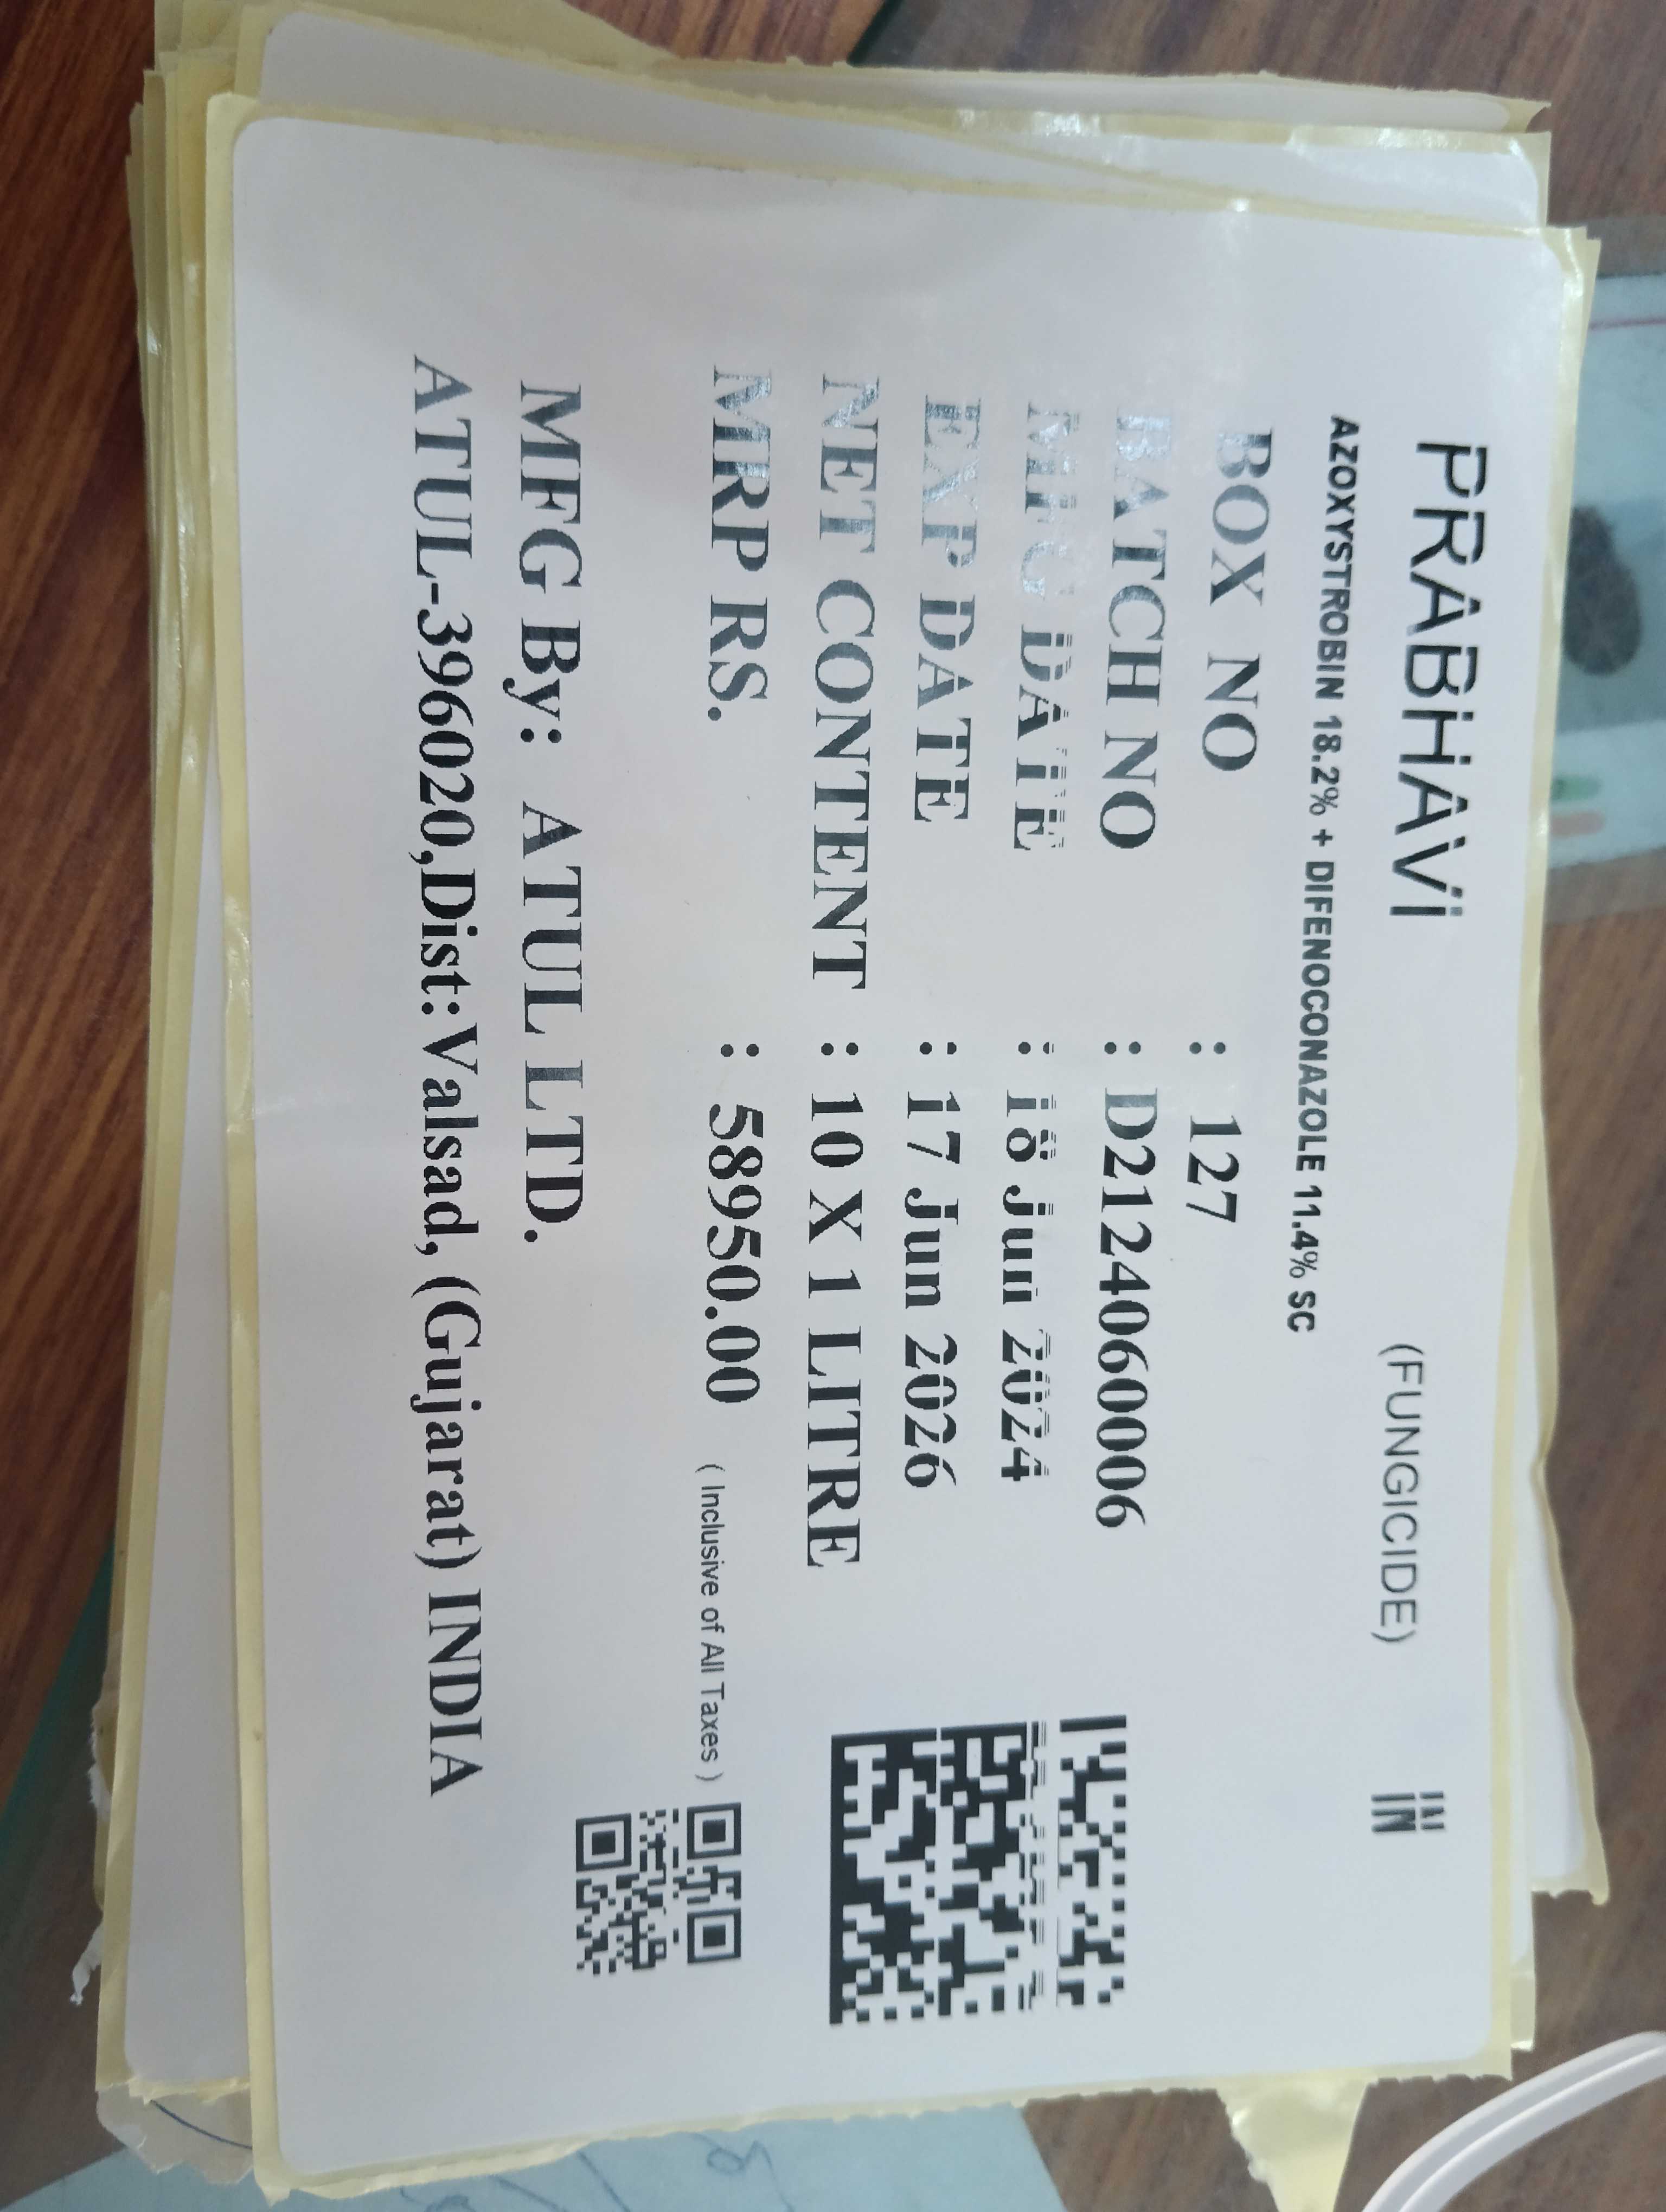 PRABHAVI (FUNGICIDE) IN
AZOXYSTROBIN 18.2% + DIFENOCONAZOLE 11.4% SC
BOX NO : 127
BATCH NO : D2124060006
MFG DATE : 18 Jun 2024
EXP DATE : 17 Jun 2026
NET CONTENT : 10 X 1 LITRE
MRP RS. : 58950.00 ( Inclusive of All Taxes )
MFG By: ATUL LTD.
ATUL-396020,Dist:Valsad, (Gujarat) INDIA